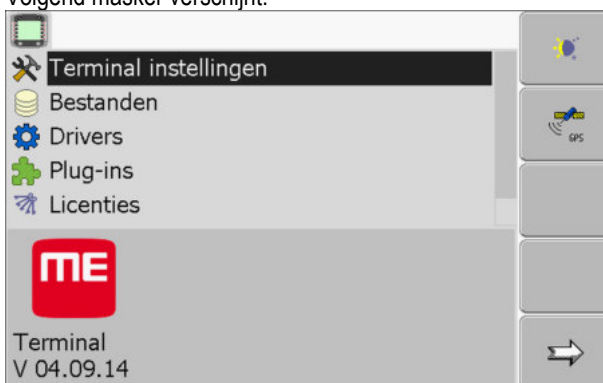 Volgend masker verschijnt:
Terminal instellingen
Bestanden
GPS
Drivers
Plug-ins
Licenties
ME
Terminal
V 04.09.14